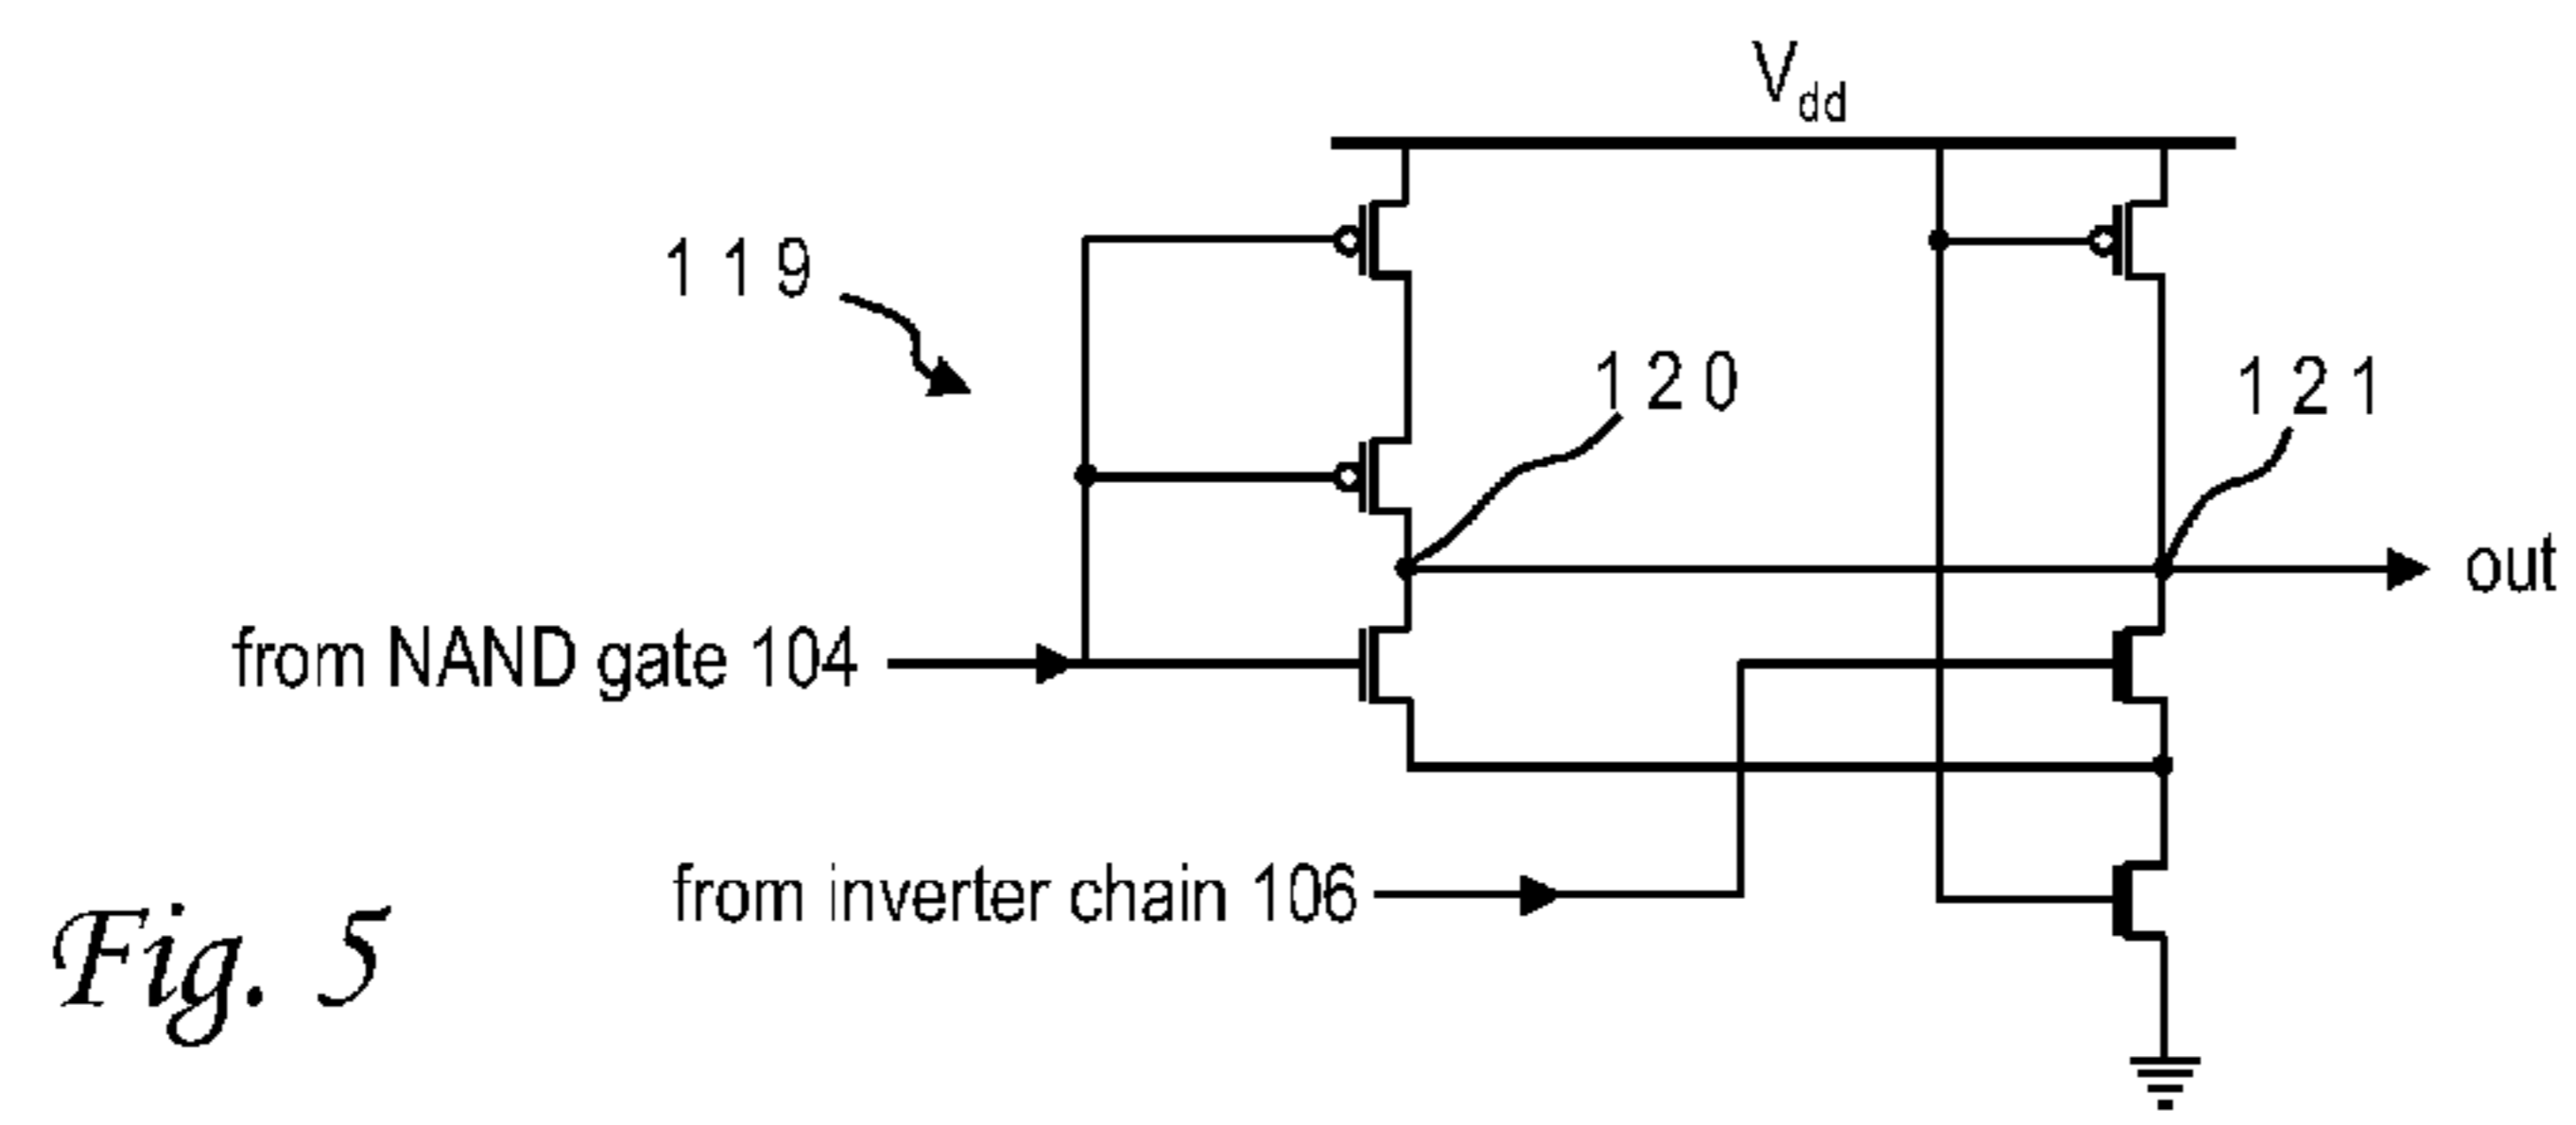 Vdd
119
120
121
out
from NAND gate 104
from inverter chain 106
Fig. 5